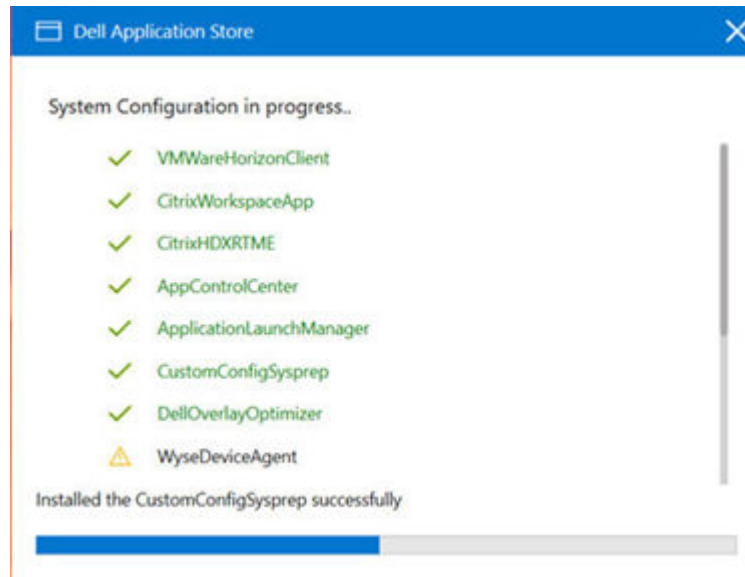 Dell Application Store
System Configuration in progress..
VMWareHorizonClient
CitrixWorkspaceApp
CitrixHDXRTME
AppControlCenter
ApplicationLaunchManager
CustomConfigSysprep
DellOverlayOptimizer
WyseDeviceAgent
Installed the CustomConfigSysprep successfully